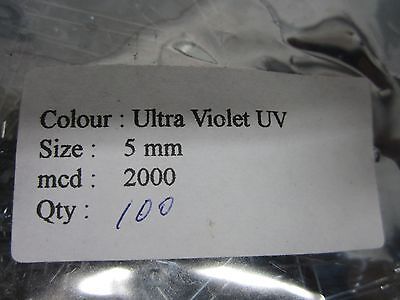 Colour : Ultra Violet UV
Size : 5 mm
mcd : 2000
Qty : 100